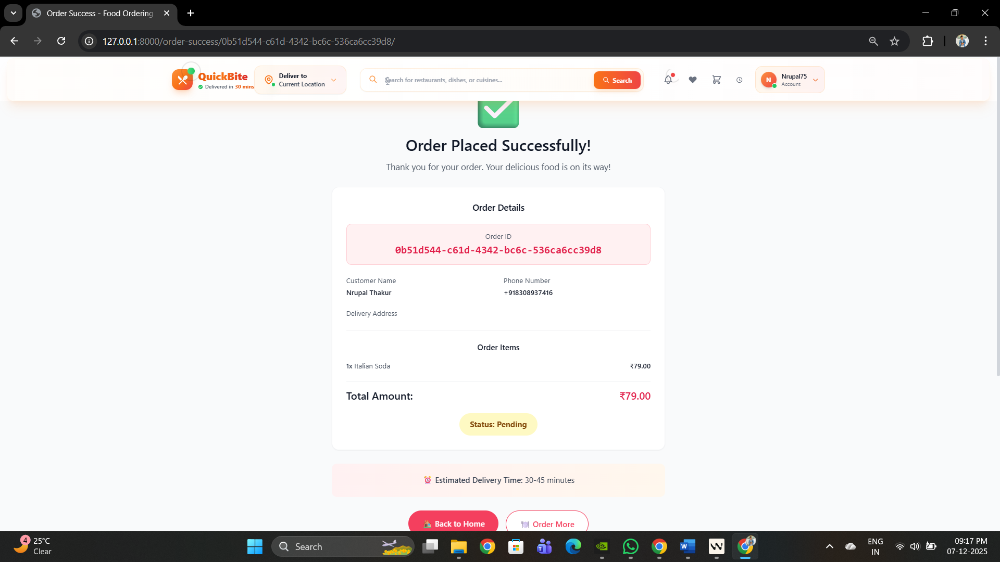 Order Success - Food Ordering
127.0.0.1:8000/order-success/0b51d544-c61d-4342-bc6c-536ca6cc39d8/
QuickBite
Delivered in 30 mins
Deliver to
Current Location
Search for restaurants, dishes, or cuisines...
Search
N
Nrupal75
Account
Order Placed Successfully!
Thank you for your order. Your delicious food is on its way!
Order Details
Order ID
0b51d544-c61d-4342-bc6c-536ca6cc39d8
Customer Name
Phone Number
Nrupal Thakur
+918308937416
Delivery Address
Order Items
1x Italian Soda
₹79.00
Total Amount:
₹79.00
Status: Pending
Estimated Delivery Time: 30-45 minutes
Back to Home
Order More
4
25°C
Clear
Search
ENG
IN
09:17 PM
07-12-2025